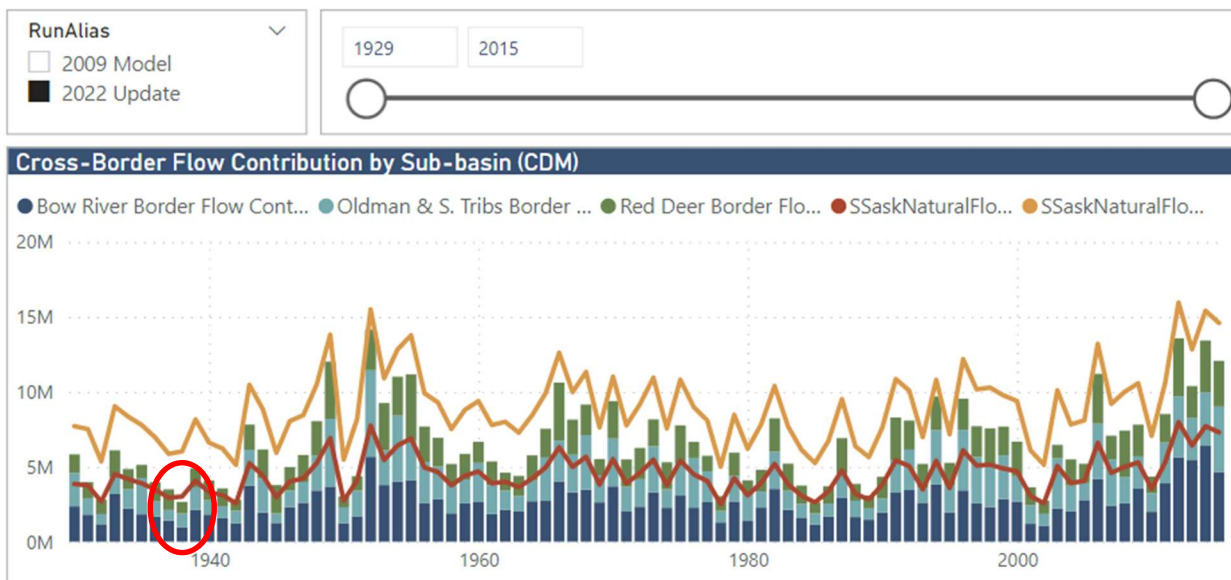 RunAlias
2009 Model
2022 Update
1929 2015
Cross-Border Flow Contribution by Sub-basin (CDM)
Bow River Border Flow Cont... Oldman & S. Tribs Border ... Red Deer Border Flo... SSaskNaturalFlo... SSaskNaturalFlo...
20M
15M
10M
5M
0M
1940 1960 1980 2000